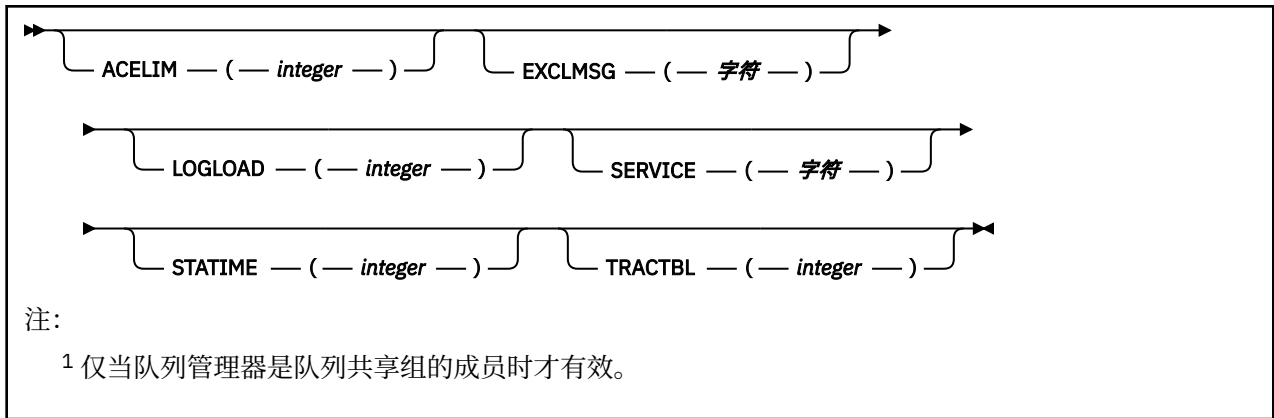 ACELIM — ( — integer — ) EXCLMSG — ( — 字符 — )
LOGLOAD — ( — integer — ) SERVICE — ( — 字符 — )
STATIME — ( — integer — ) TRACTBL — ( — integer — )
注:
1 仅当队列管理器是队列共享组的成员时才有效。